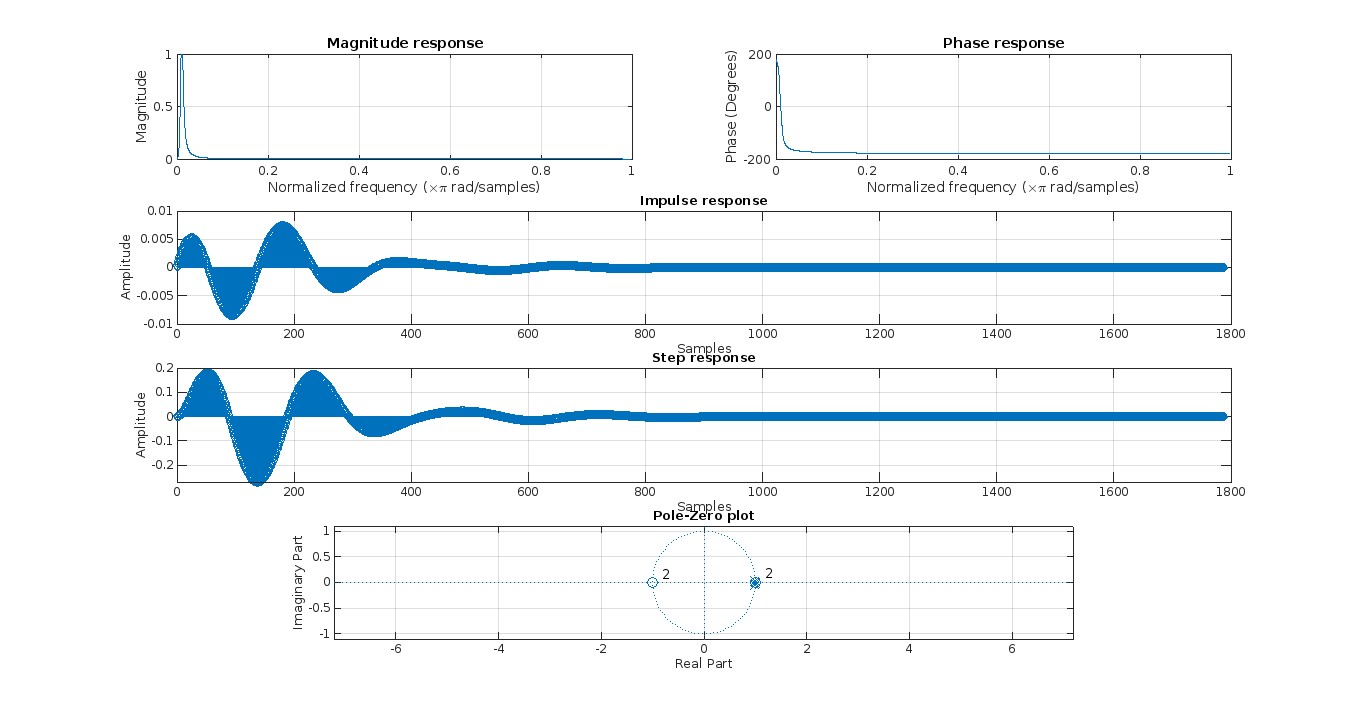 Magnitude response
1
0.5
0
Magnitude
0 0.2 0.4 0.6 0.8 1
Normalized frequency (×π rad/samples)
Phase response
200
0
-200
Phase (Degrees)
0 0.2 0.4 0.6 0.8 1
Normalized frequency (×π rad/samples)
Impulse response
0.01
0.005
0
-0.005
-0.01
Amplitude
0 200 400 600 800 1000 1200 1400 1600 1800
Samples
Step response
0.2
0.1
0
-0.1
-0.2
Amplitude
0 200 400 600 800 1000 1200 1400 1600 1800
Samples
Pole-Zero plot
1
0.5
0
-0.5
-1
Imaginary Part
2 2
-6 -4 -2 0 2 4 6
Real Part